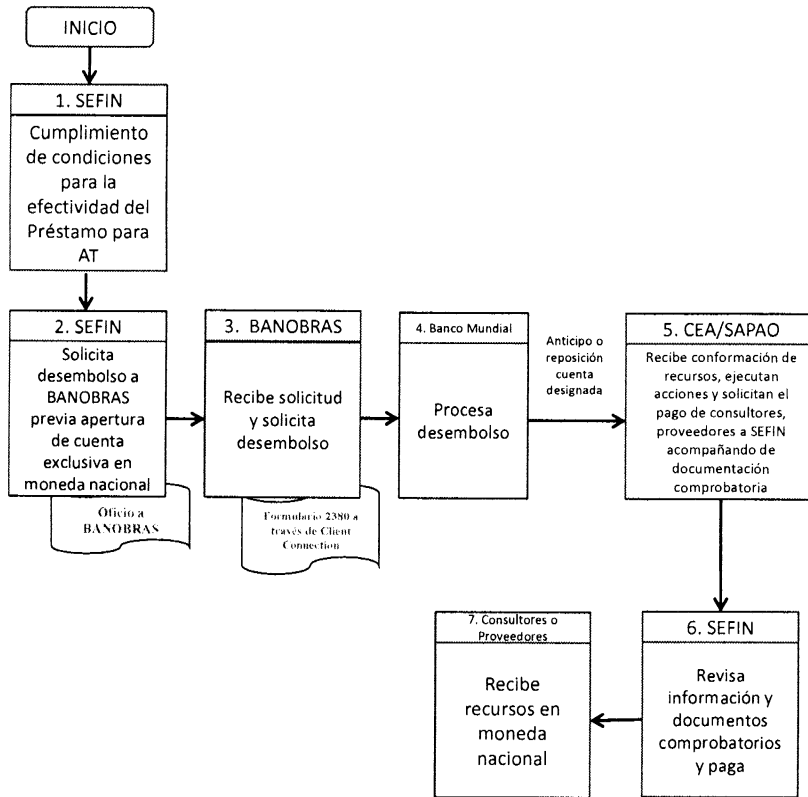 INICIO
1. SEFIN
Cumplimiento
de condiciones
para la
efectividad del
Préstamo para
AT
2. SEFIN
Solicita
desembolso a
BANOBRAS
previa apertura
de cuenta
exclusiva en
moneda nacional
Oficio a
BANOBRAS
3. BANOBRAS
Recibe solicitud
y solicita
desembolso
Formulario 2380 a
través de Client
Connection
4. Banco Mundial
Procesa
desembolso
Anticipo o
reposición
cuenta
designada
5. CEA/SAPAO
Recibe conformación de
recursos, ejecutan
acciones y solicitan el
pago de consultores,
proveedores a SEFIN
acompañando de
documentación
comprobatoria
6. SEFIN
Revisa
información y
documentos
comprobatorios
y paga
7. Consultores o
Proveedores
Recibe
recursos en
moneda
nacional